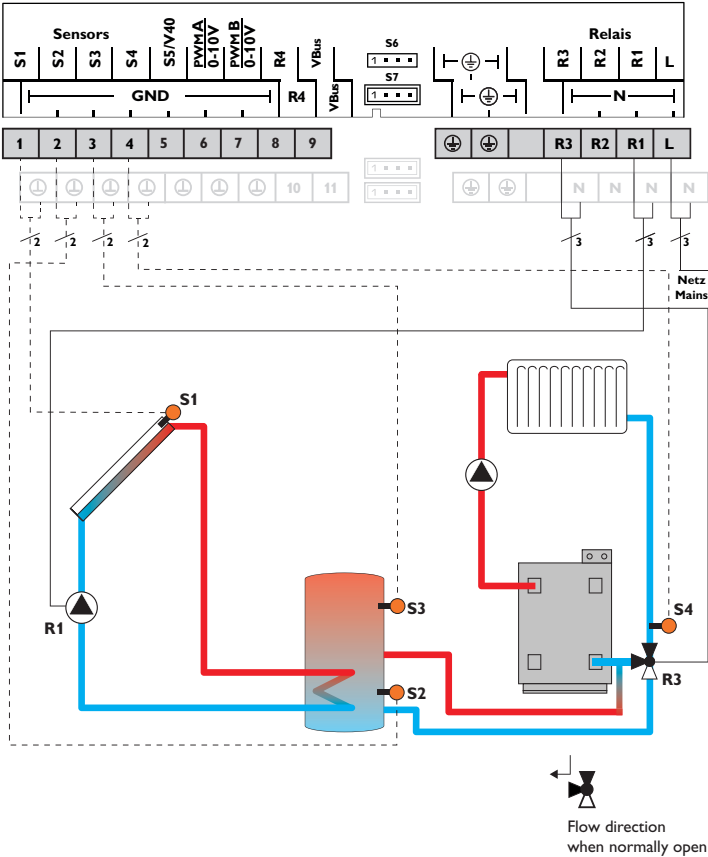 Sensors
Relais
S1 S2 S3 S4 S5/V40 PWM A 0-10V PWM B 0-10V R4 VBus S6 R3 R2 R1 L
1
S7
GND R4 VBus 1 N
1 2 3 4 5 6 7 8 9 R3 R2 R1 L
1
10 11 1 N N N N
2 2 2 2 3 3 3
Netz
Mains
S1
S3
S4
R1
R3
S2
Flow direction
when normally open